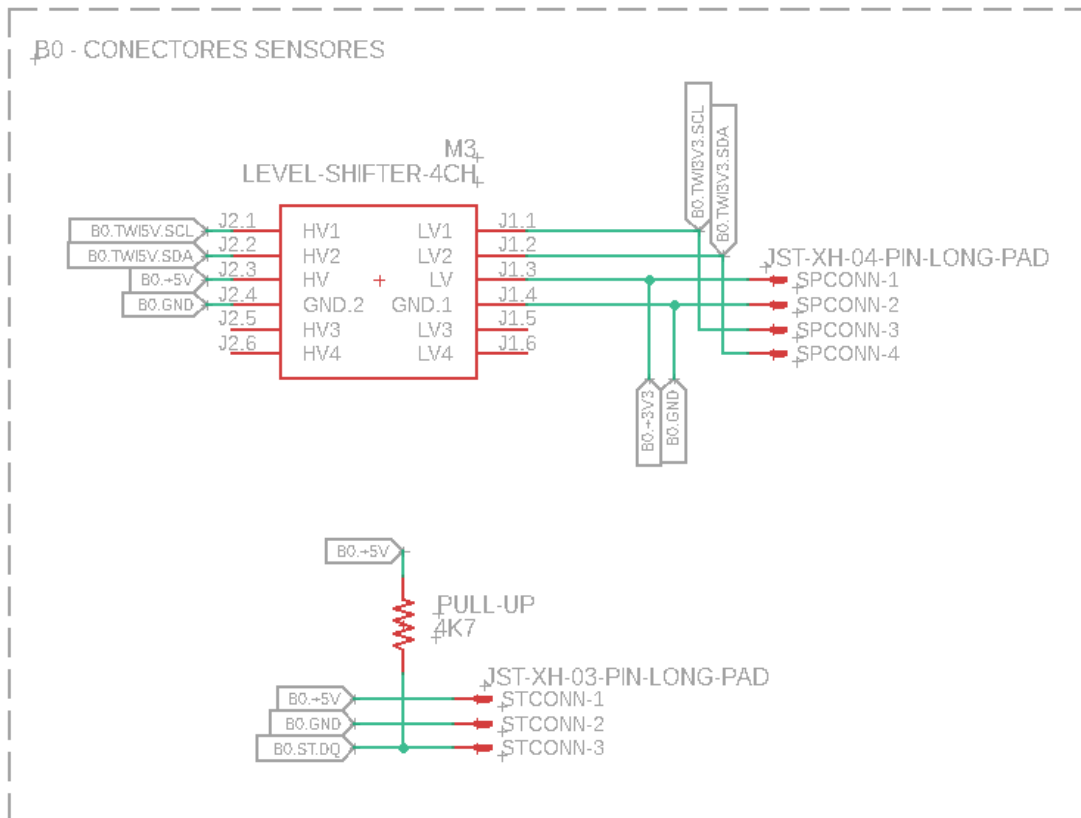 B0 - CONECTORES SENSORES
M3
LEVEL-SHIFTER-4CH
B0.TWI3V3.SCL
B0.TWI3V3.SDA
B0.TWI5V.SCL J2.1 HV1 LV1 J1.1
B0.TWI5V.SDA J2.2 HV2 LV2 J1.2
JST-XH-04-PIN-LONG-PAD
B0.+5V J2.3 HV LV J1.3 SPCONN-1
B0.GND J2.4 GND.2 GND.1 J1.4 SPCONN-2
J2.5 HV3 LV3 J1.5 SPCONN-3
J2.6 HV4 LV4 J1.6 SPCONN-4
B0.+3V3
B0.GND
B0.+5V
PULL-UP
4K7
JST-XH-03-PIN-LONG-PAD
B0.+5V STCONN-1
B0.GND STCONN-2
B0.ST.DQ STCONN-3